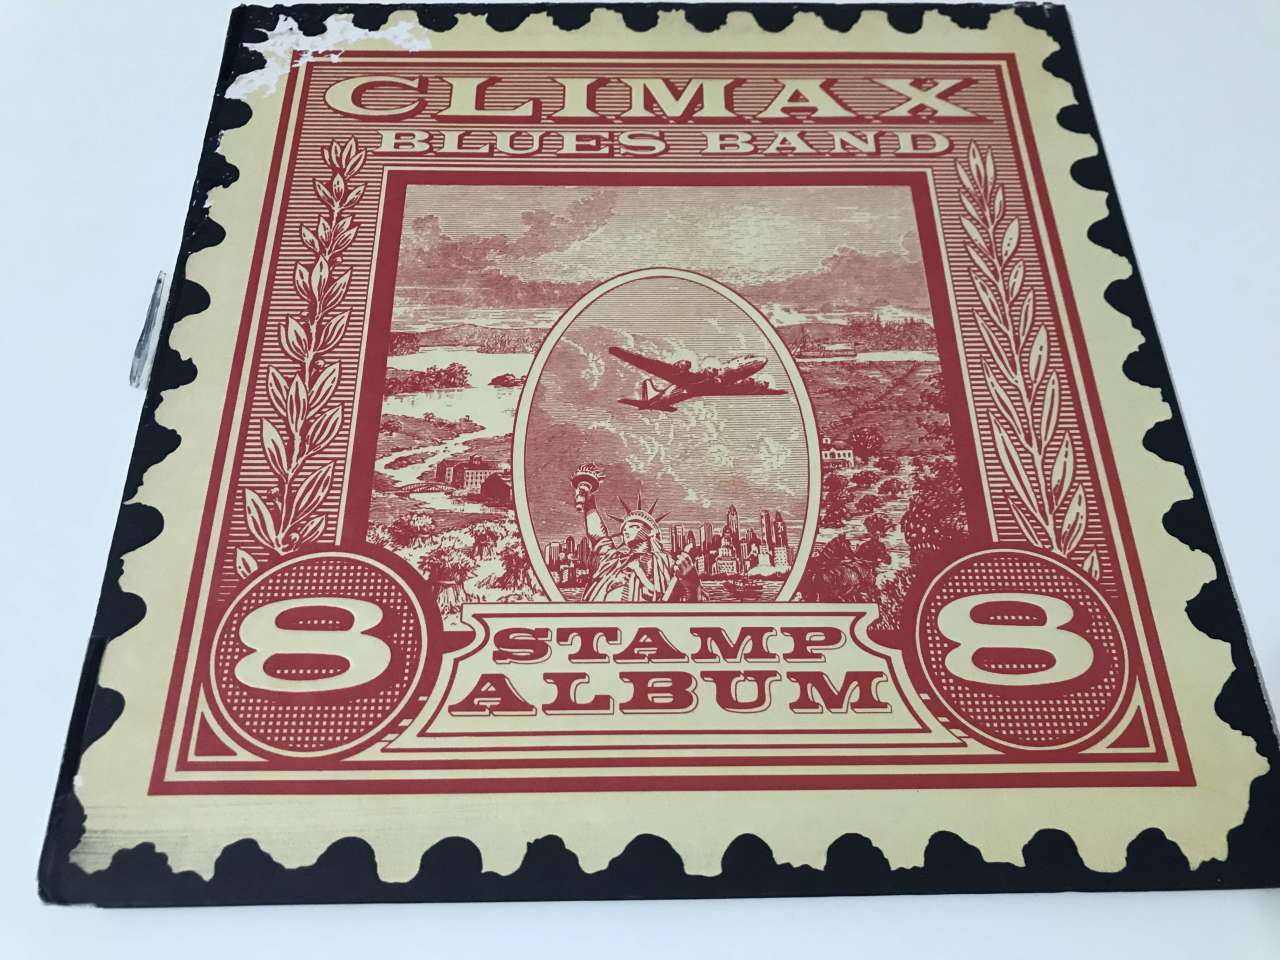 CLIMAX
BLUES BAND
8 STAMP 8
ALBUM